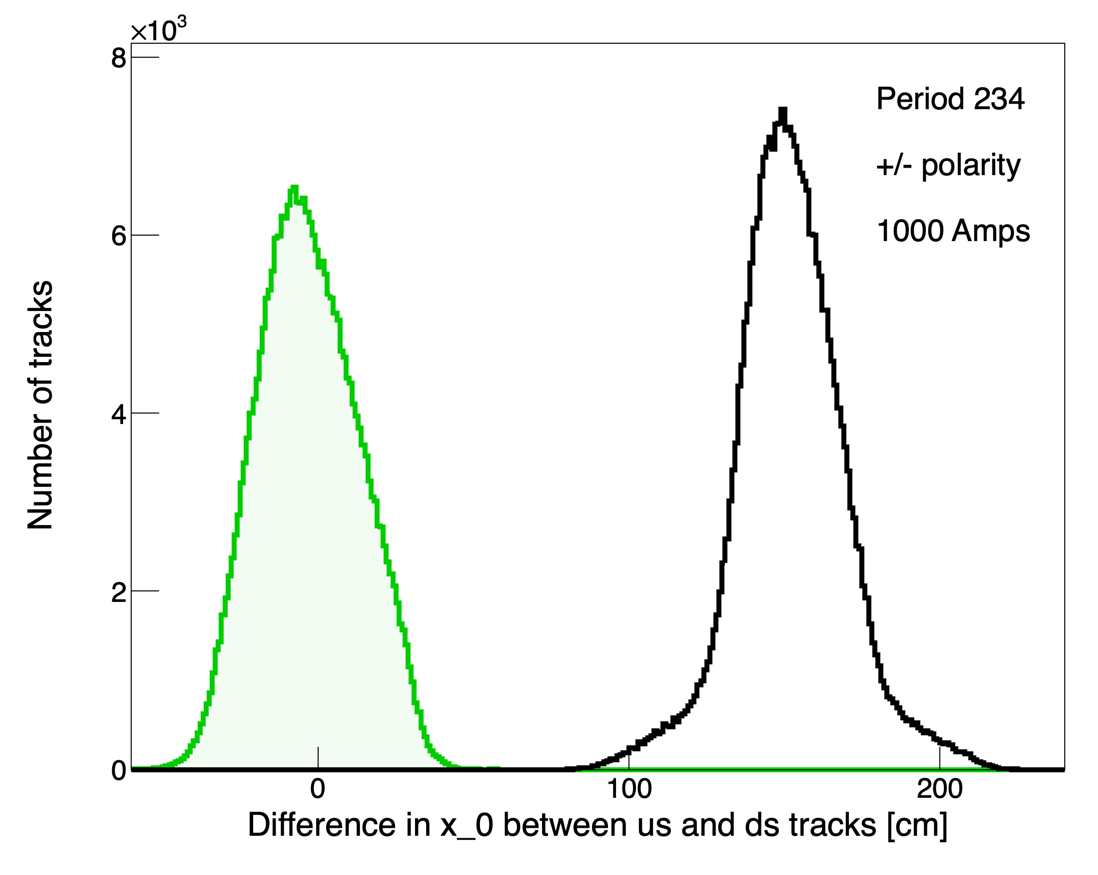 ×10³
8
6
4
2
0
0 100 200
Number of tracks
Difference in x_0 between us and ds tracks [cm]
Period 234
+/- polarity
1000 Amps